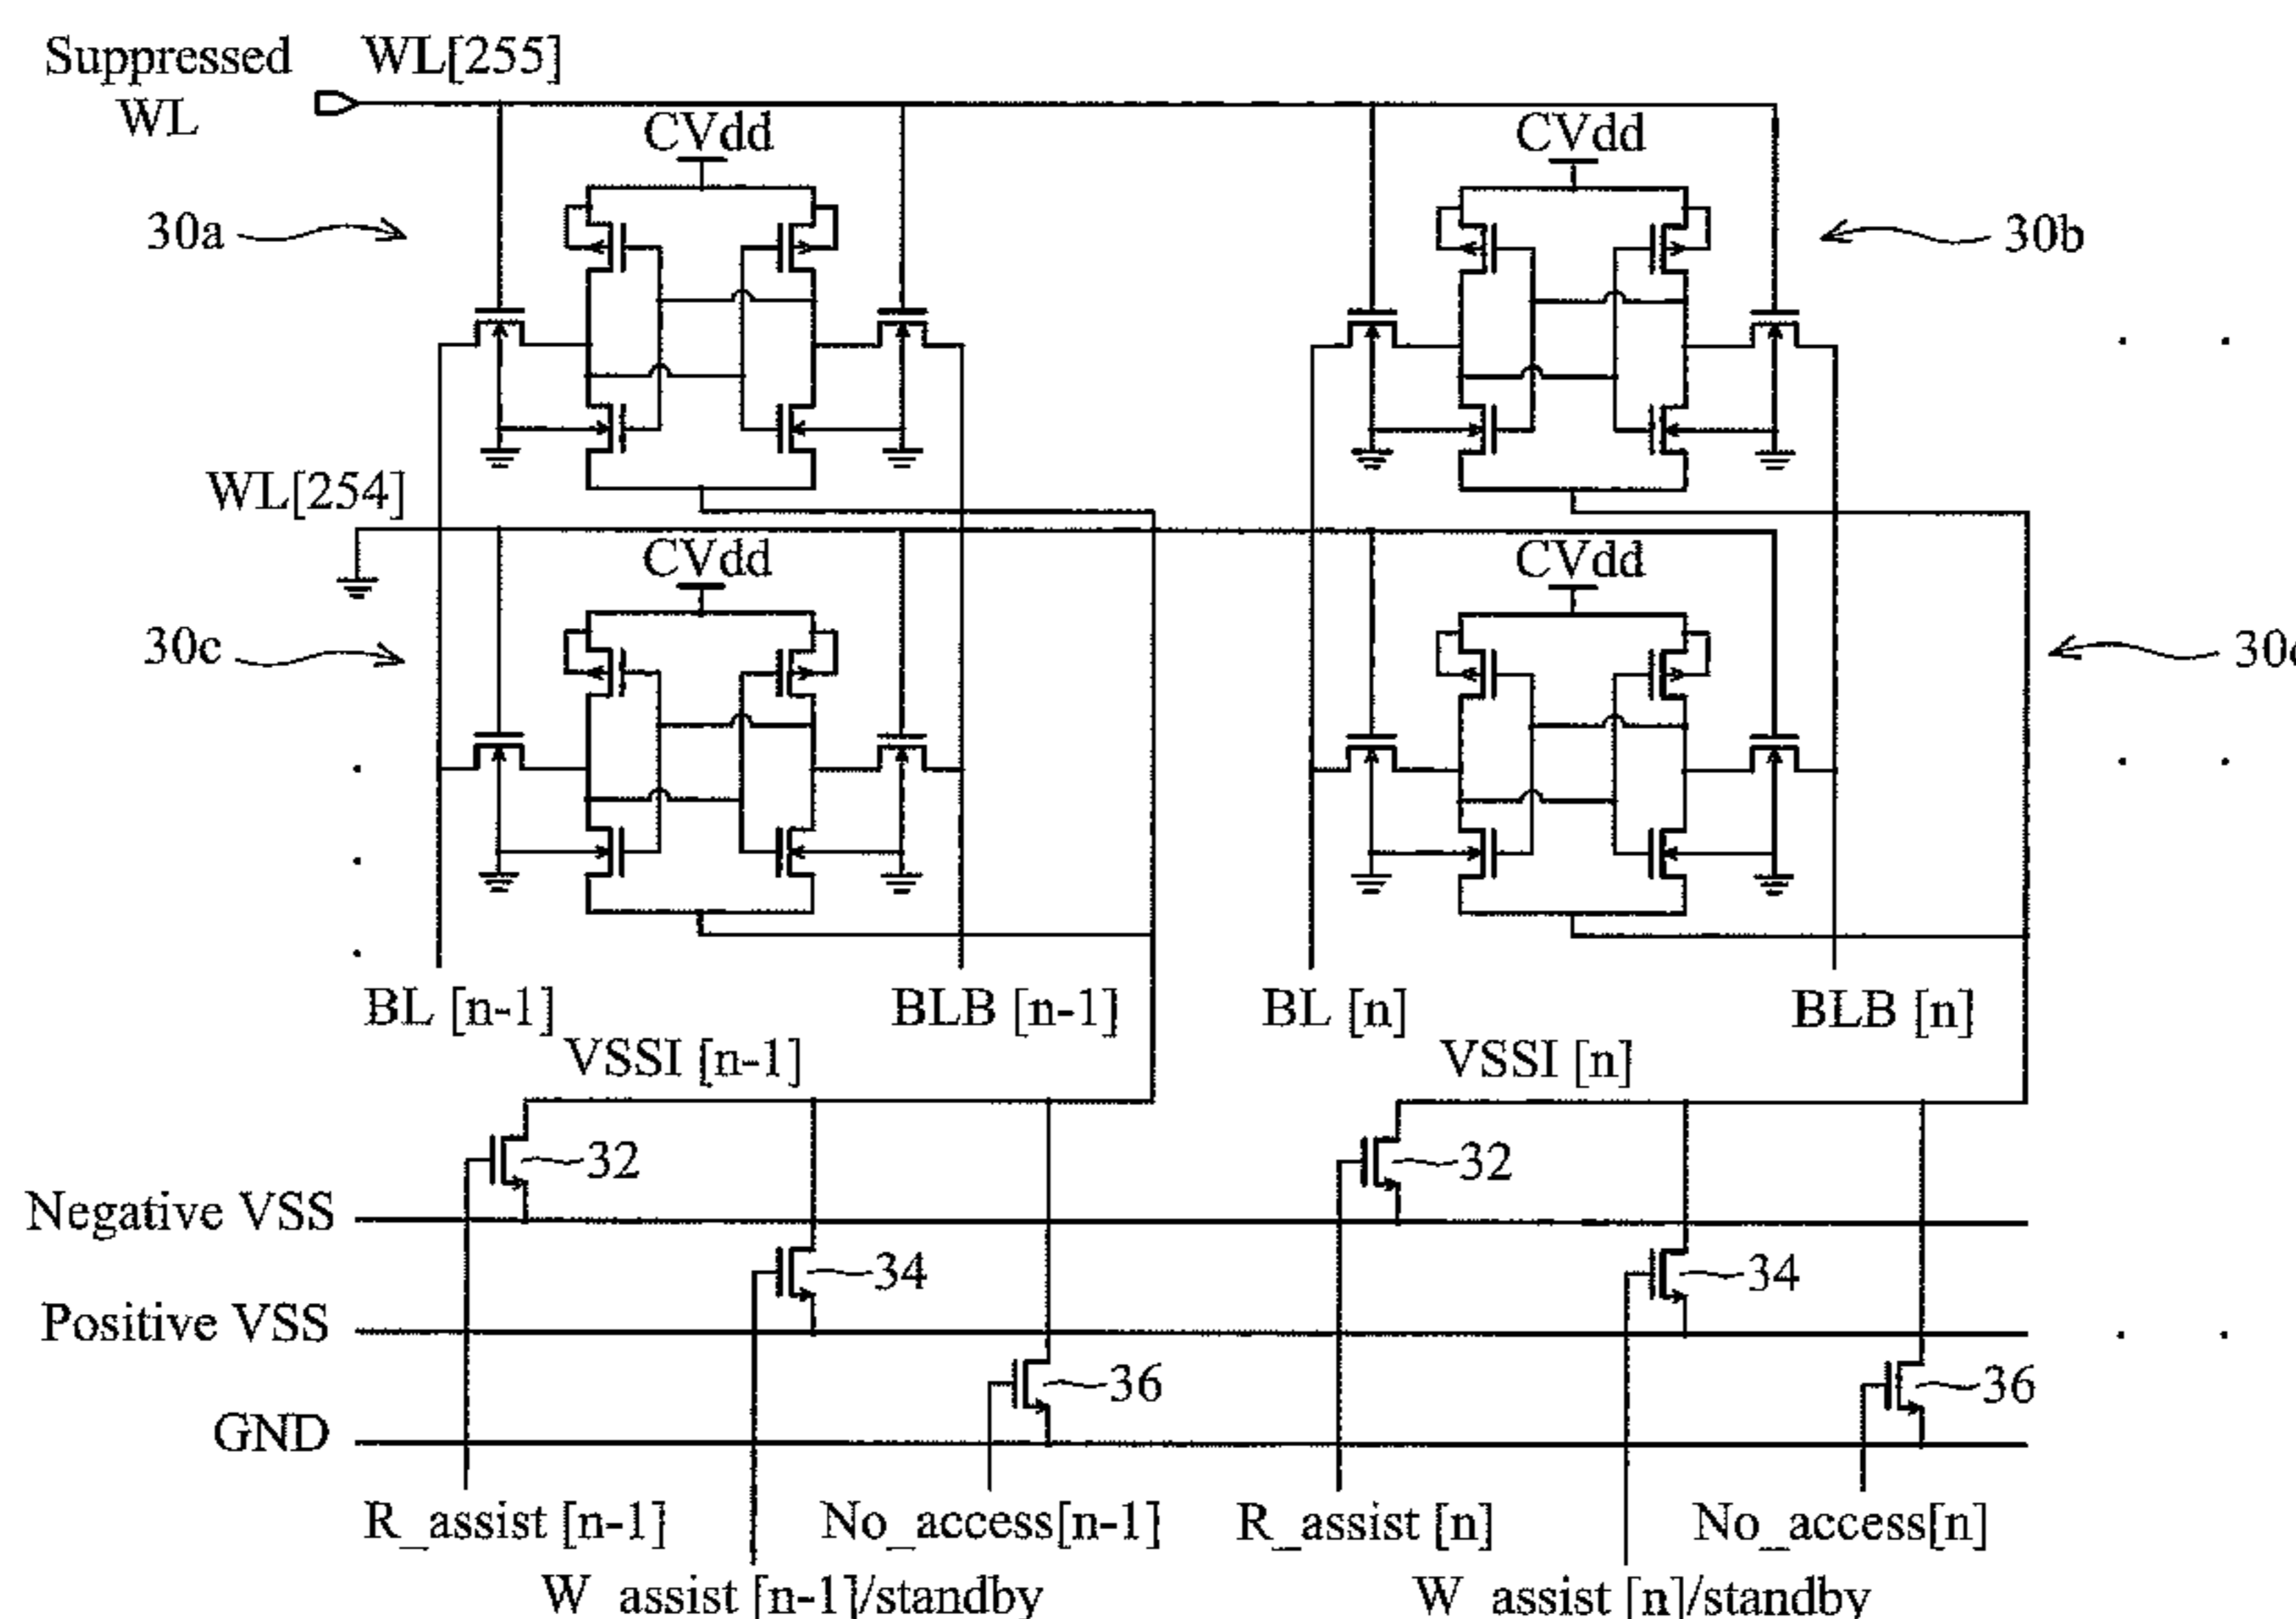 Suppressed WL
WL[255]
CVdd
CVdd
30a
30b
WL[254]
CVdd
CVdd
30c
BL [n-1]
BLB [n-1]
BL [n]
BLB [n]
VSSI [n-1]
VSSI [n]
32
32
Negative VSS
34
34
Positive VSS
36
36
GND
R_assist [n-1]
No_access[n-1]
R_assist [n]
No_access[n]
W_assist [n-1]/standby
W_assist [n]/standby